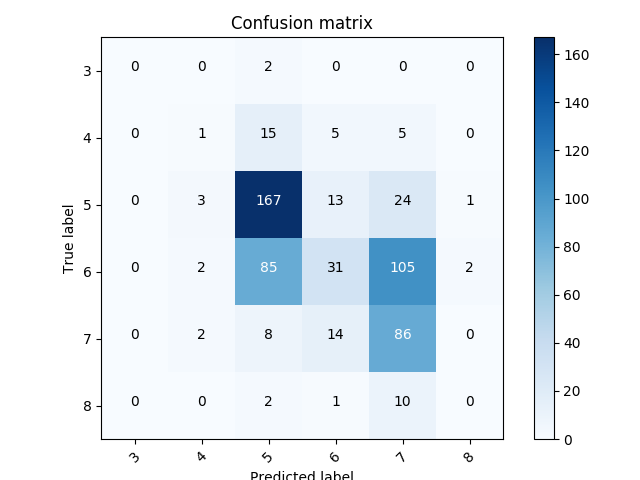 Confusion matrix
3 0 0 2 0 0 0
4 0 1 15 5 5 0
5 0 3 167 13 24 1
6 0 2 85 31 105 2
7 0 2 8 14 86 0
8 0 0 2 1 10 0
3 4 5 6 7 8
True label
Predicted label
160
140
120
100
80
60
40
20
0